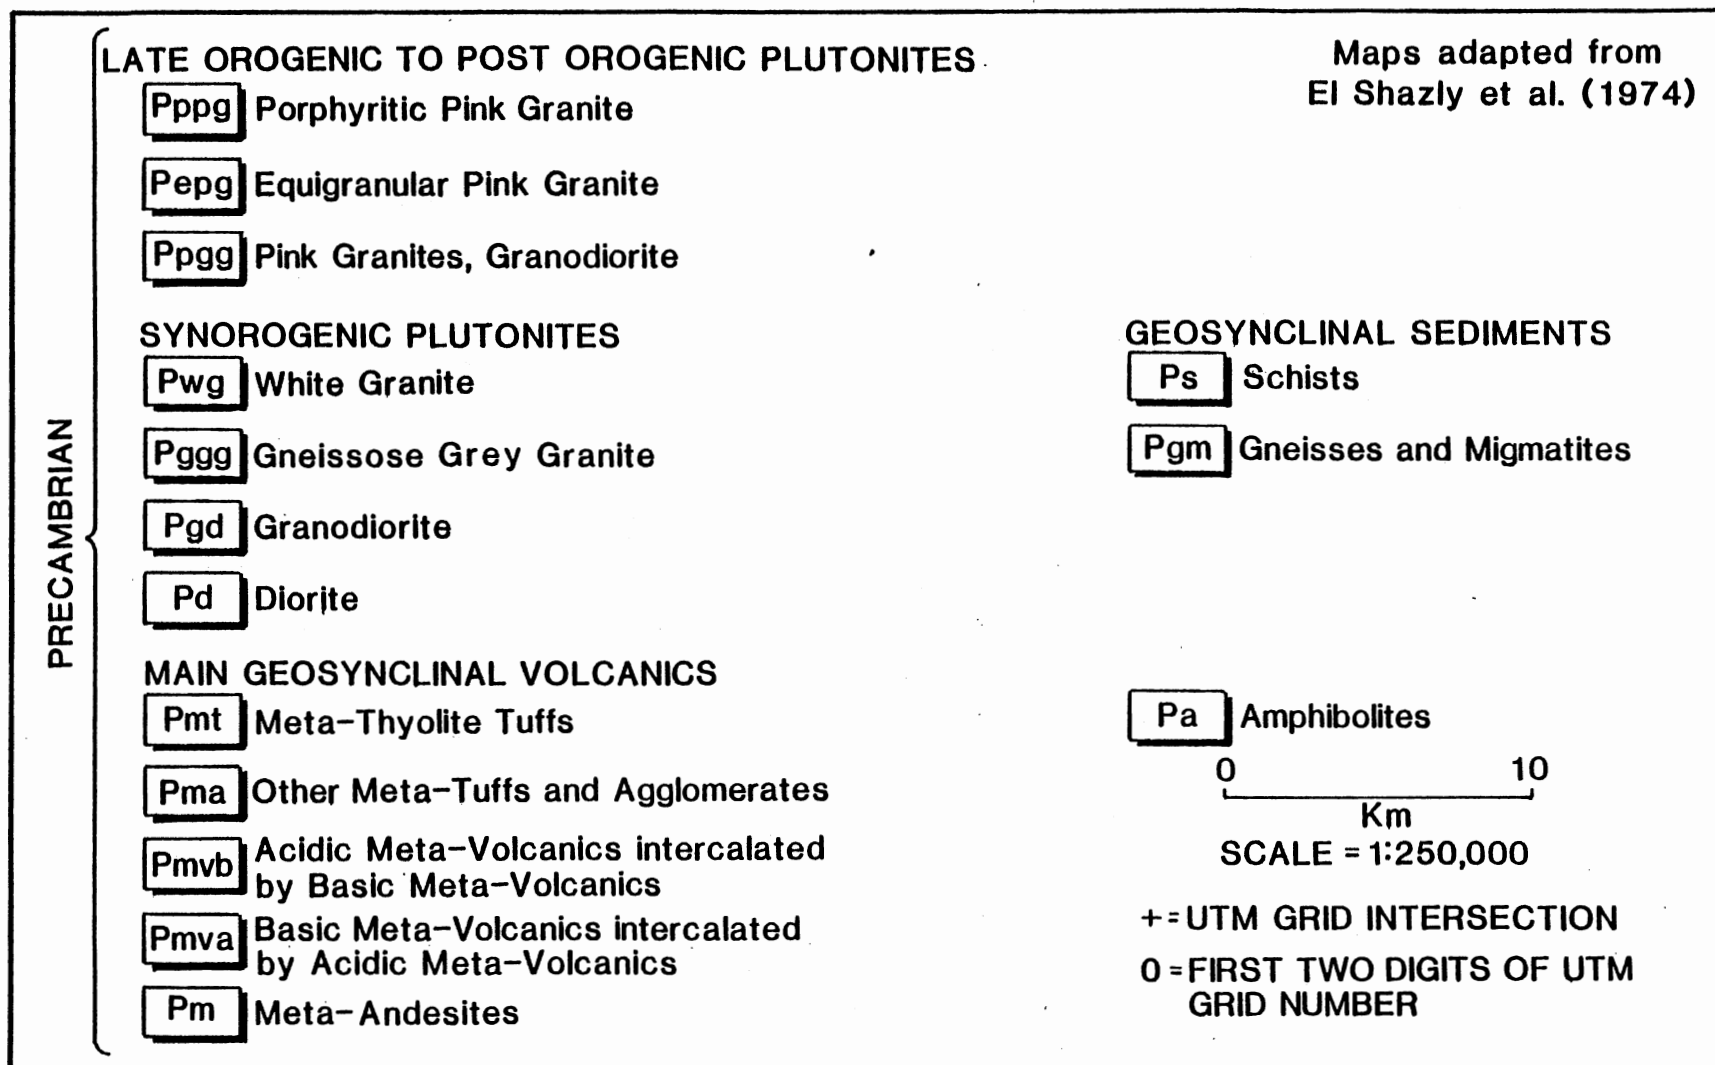 PRECAMBRIAN
LATE OROGENIC TO POST OROGENIC PLUTONITES
Pppg Porphyritic Pink Granite
Pepg Equigranular Pink Granite
Ppgg Pink Granites, Granodiorite
SYNOROGENIC PLUTONITES
Pwg White Granite
Pggg Gneissose Grey Granite
Pgd Granodiorite
Pd Diorite
MAIN GEOSYNCLINAL VOLCANICS
Pmt Meta-Thyolite Tuffs
Pma Other Meta-Tuffs and Agglomerates
Pmvb Acidic Meta-Volcanics intercalated
by Basic Meta-Volcanics
Pmva Basic Meta-Volcanics intercalated
by Acidic Meta-Volcanics
Pm Meta-Andesites
Maps adapted from
El Shazly et al. (1974)
GEOSYNCLINAL SEDIMENTS
Ps Schists
Pgm Gneisses and Migmatites
Pa Amphibolites
0 10
Km
SCALE = 1:250,000
+=UTM GRID INTERSECTION
0=FIRST TWO DIGITS OF UTM
GRID NUMBER